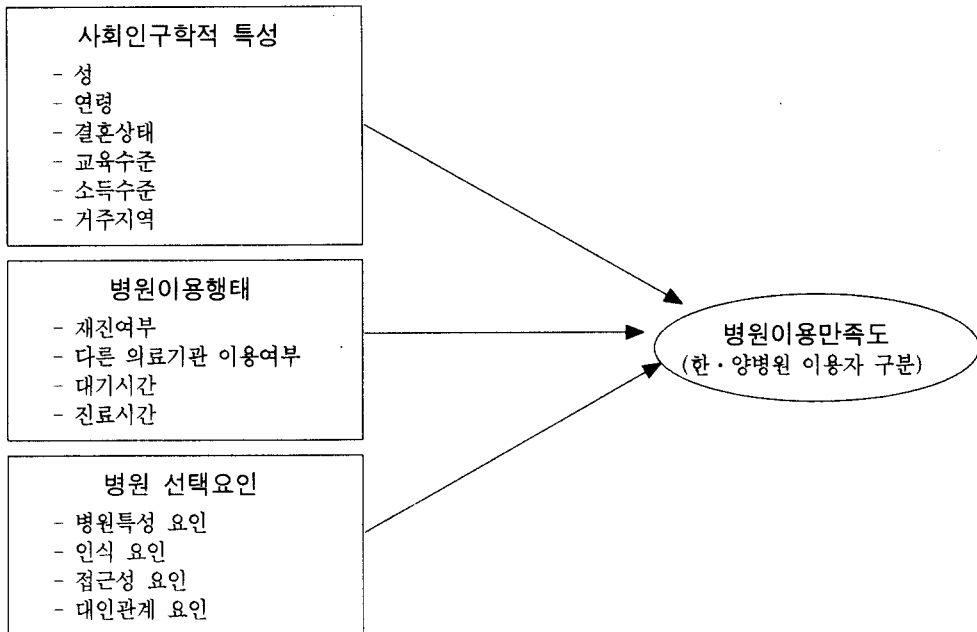 사회인구학적 특성
- 성
- 연령
- 결혼상태
- 교육수준
- 소득수준
- 거주지역
병원이용행태
- 재진여부
- 다른 의료기관 이용여부
- 대기시간
- 진료시간
병원이용만족도
(한·양병원 이용자 구분)
병원 선택요인
- 병원특성 요인
- 인식 요인
- 접근성 요인
- 대인관계 요인